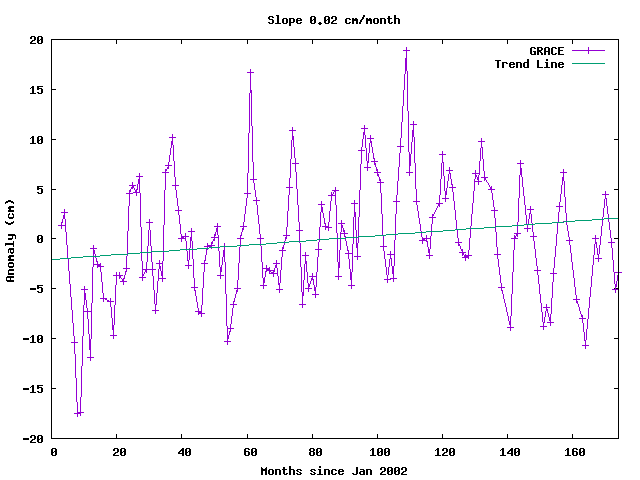 Slope 0.02 cm/month
GRACE
Trend Line
Anomaly (cm)
20
15
10
5
0
-5
-10
-15
-20
0 20 40 60 80 100 120 140 160
Months since Jan 2002